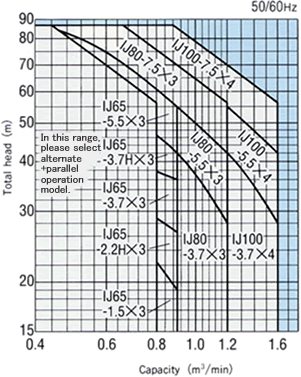 50/60Hz
90
80
70
60
50
40
30
20
15
Total head (m)
IJ80-7.5×3
IJ100-7.5×4
IJ65
-5.5×3
In this range,
please select
alternate
+parallel
operation
model.
IJ65
-3.7H×3
IJ80
-5.5×3
IJ100
-5.5×4
IJ65
-3.7×3
IJ65
-2.2H×3
IJ80
-3.7×3
IJ100
-3.7×4
IJ65
-1.5×3
0.4
0.6
0.8
1.0
1.2
1.6
Capacity (m³/min)